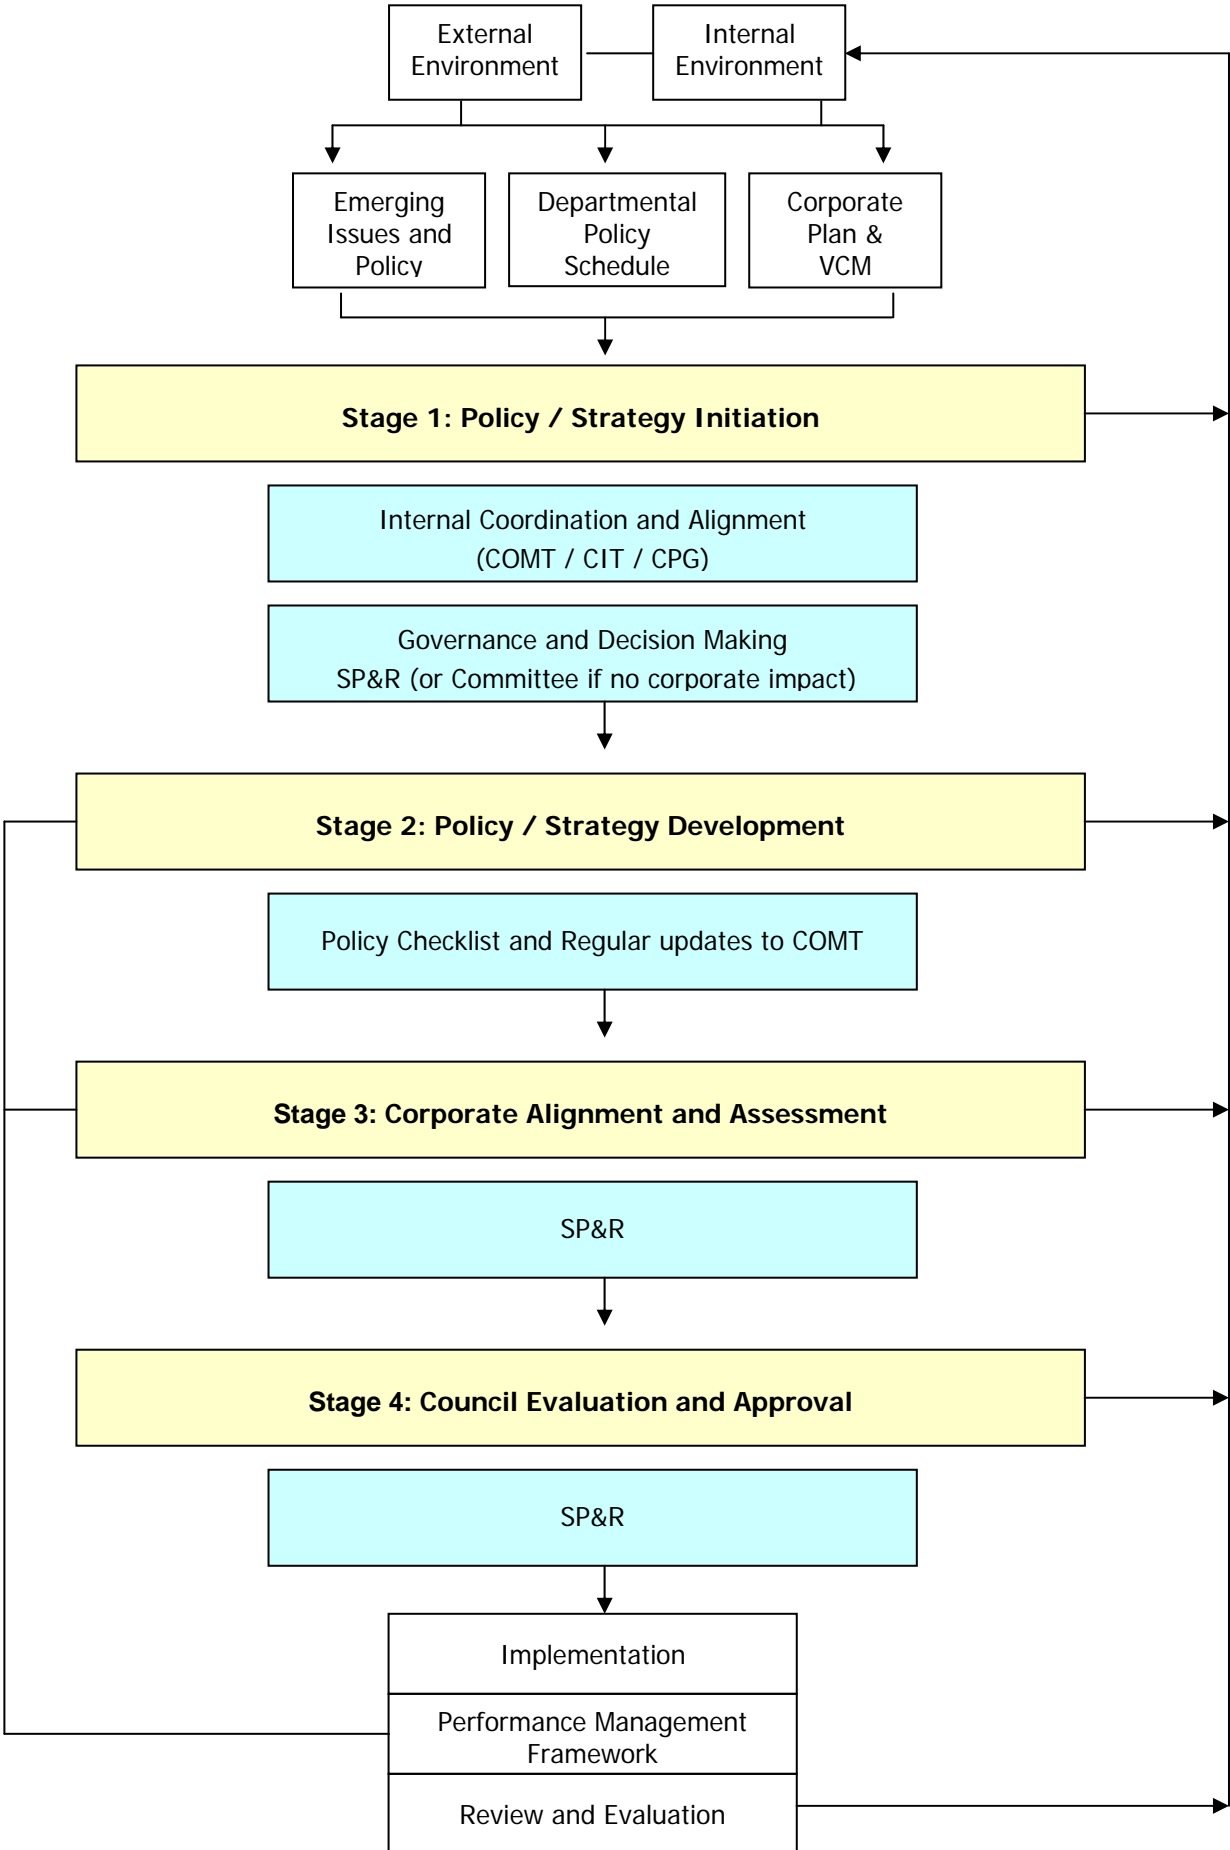 External
Environment
Internal
Environment
Emerging
Issues and
Policy
Departmental
Policy
Schedule
Corporate
Plan &
VCM
Stage 1: Policy / Strategy Initiation
Internal Coordination and Alignment
(COMT / CIT / CPG)
Governance and Decision Making
SP&R (or Committee if no corporate impact)
Stage 2: Policy / Strategy Development
Policy Checklist and Regular updates to COMT
Stage 3: Corporate Alignment and Assessment
SP&R
Stage 4: Council Evaluation and Approval
SP&R
Implementation
Performance Management
Framework
Review and Evaluation